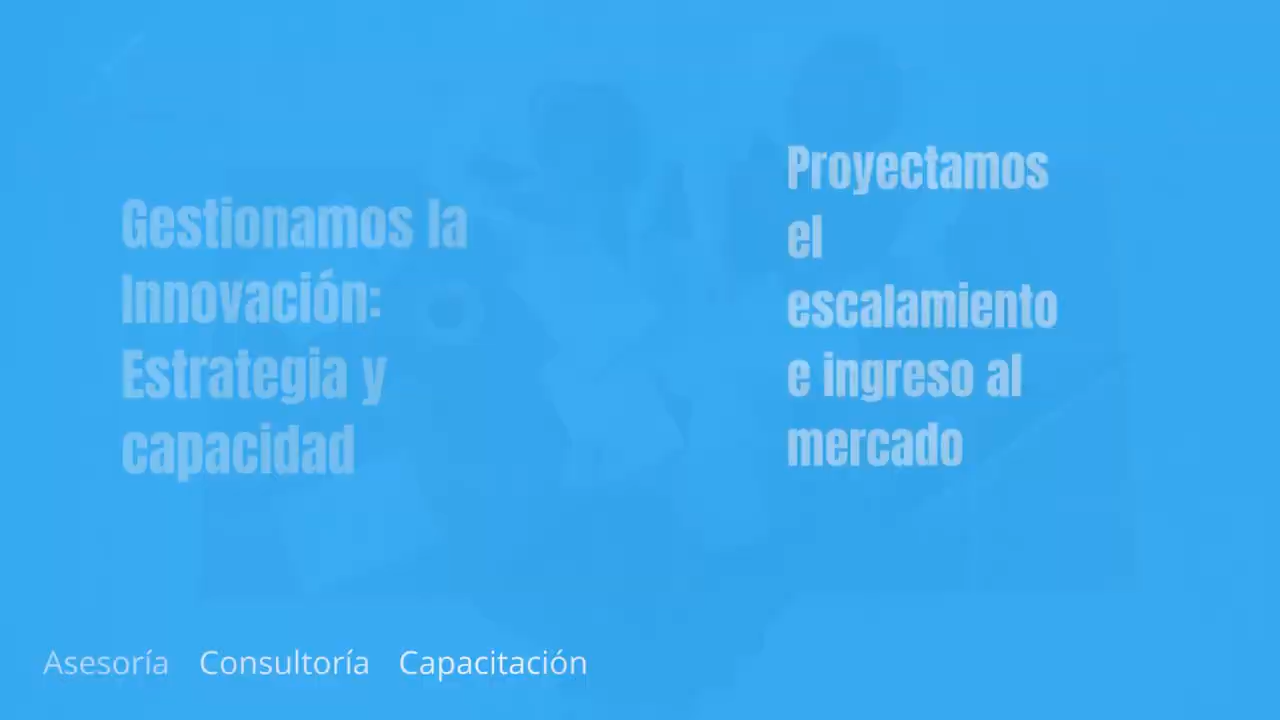 Gestionamos la
Innovación:
Estrategia y
capacidad
Proyectamos
el
escalamiento
e ingreso al
mercado
Asesoría Consultoría Capacitación